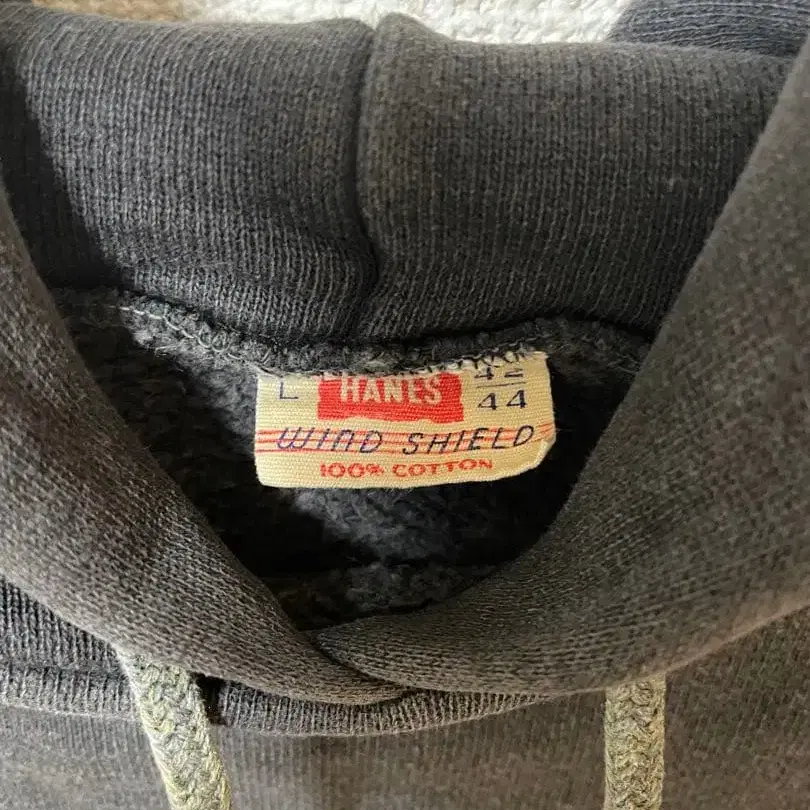 L HANES 42
44
WIND SHIELD
100% COTTON